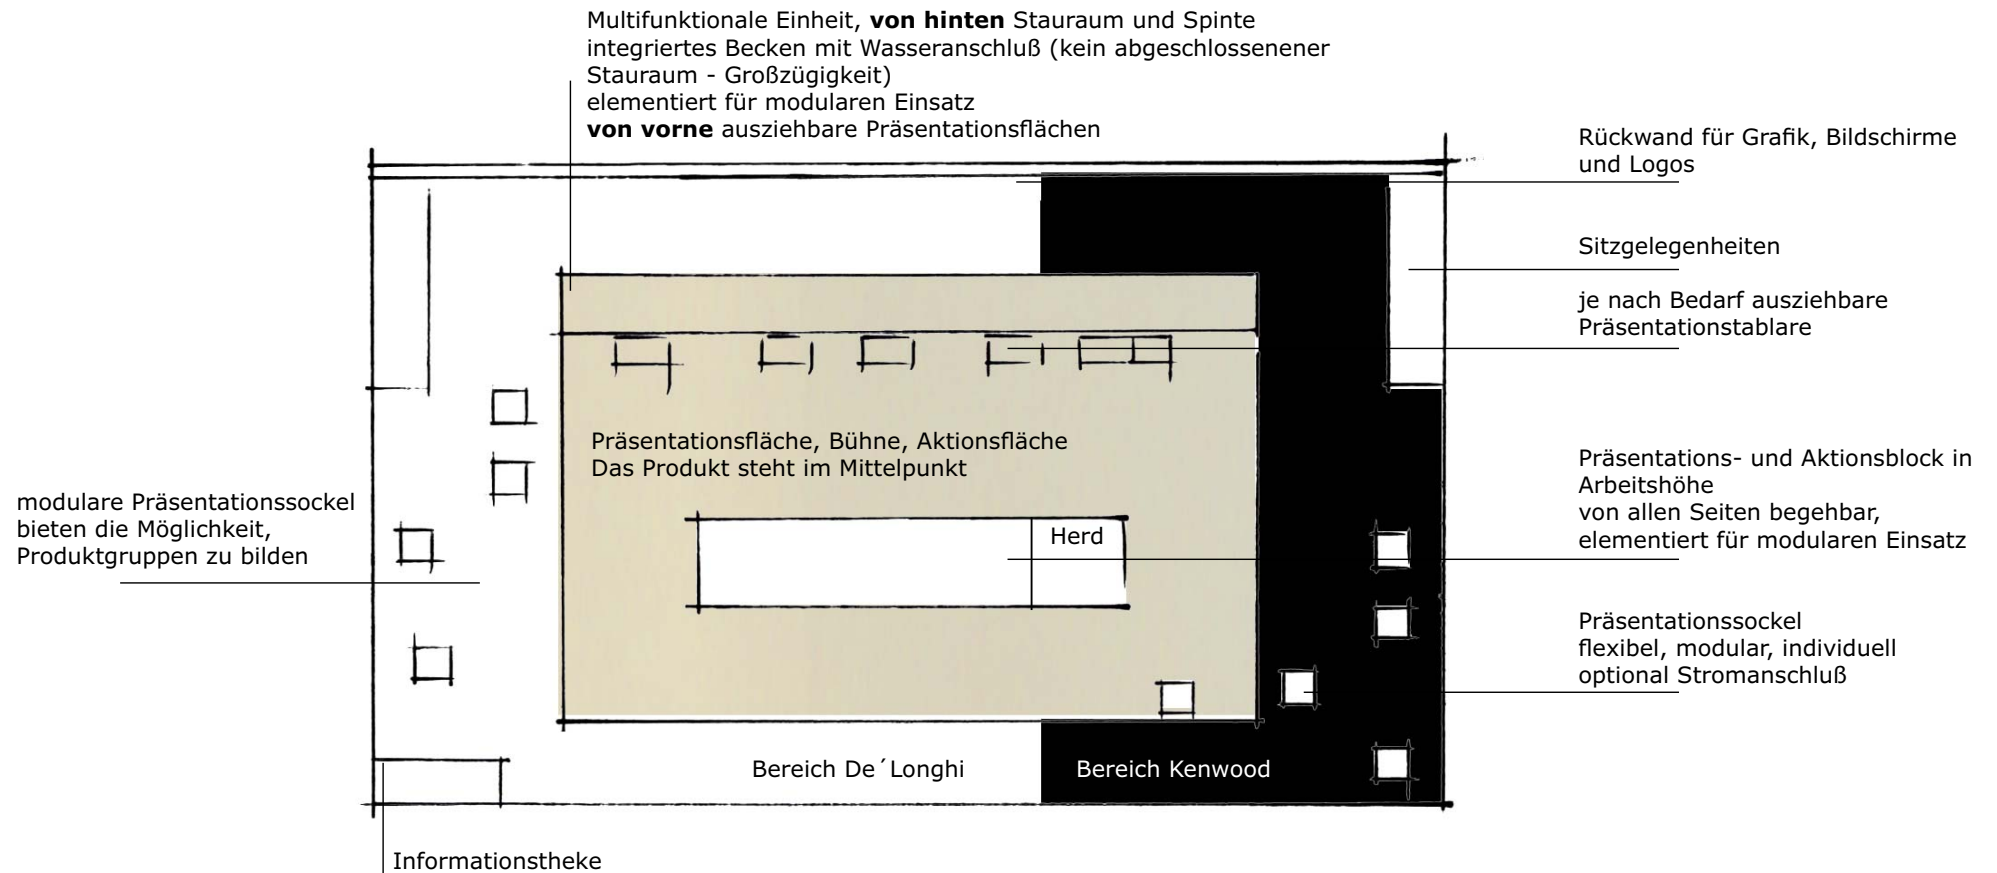 Multifunktionale Einheit, von hinten Stauraum und Spinte
integriertes Becken mit Wasseranschluß (kein abgeschlossenener
Stauraum - Großzügigkeit)
elementiert für modularen Einsatz
von vorne ausziehbare Präsentationsflächen
Rückwand für Grafik, Bildschirme
und Logos
Sitzgelegenheiten
je nach Bedarf ausziehbare
Präsentationstablare
Präsentationsfläche, Bühne, Aktionsfläche
Das Produkt steht im Mittelpunkt
Präsentations- und Aktionsblock in
Arbeitshöhe
von allen Seiten begehbar,
elementiert für modularen Einsatz
modulare Präsentationssockel
bieten die Möglichkeit,
Produktgruppen zu bilden
Herd
Präsentationssockel
flexibel, modular, individuell
optional Stromanschluß
Bereich De´Longhi
Bereich Kenwood
Informationstheke